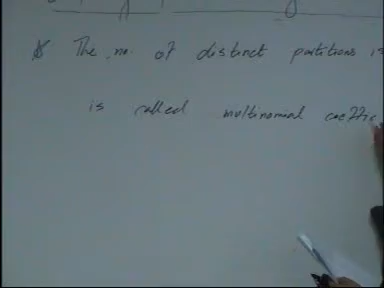 The no. of distinct partitions is
is called multinomial coeffic